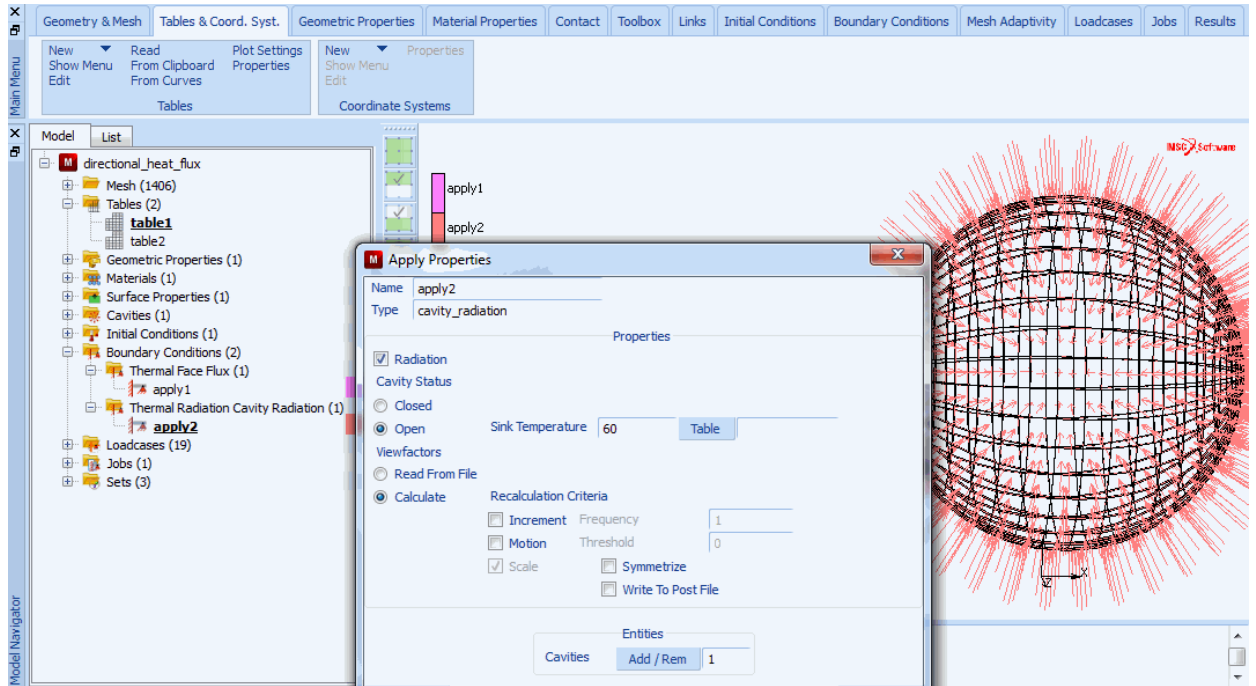 Geometry & Mesh Tables & Coord. Syst. Geometric Properties Material Properties Contact Toolbox Links Initial Conditions Boundary Conditions Mesh Adaptivity Loadcases Jobs Results
New Read Plot Settings New Properties
Show Menu From Clipboard Properties Show Menu
Edit From Curves Edit
Tables Coordinate Systems
Main Menu
Model List
directional_heat_flux
Mesh (1406)
Tables (2)
table1
table2
Geometric Properties (1)
Materials (1)
Surface Properties (1)
Cavities (1)
Initial Conditions (1)
Boundary Conditions (2)
Thermal Face Flux (1)
apply1
Thermal Radiation Cavity Radiation (1)
apply2
Loadcases (19)
Jobs (1)
Sets (3)
Model Navigator
apply1
apply2
MSC Software
Apply Properties
Name apply2
Type cavity_radiation
Properties
Radiation
Cavity Status
Closed
Open Sink Temperature 60 Table
Viewfactors
Read From File
Calculate Recalculation Criteria
Increment Frequency 1
Motion Threshold 0
Scale Symmetrize
Write To Post File
Entities
Cavities Add / Rem 1
Z X